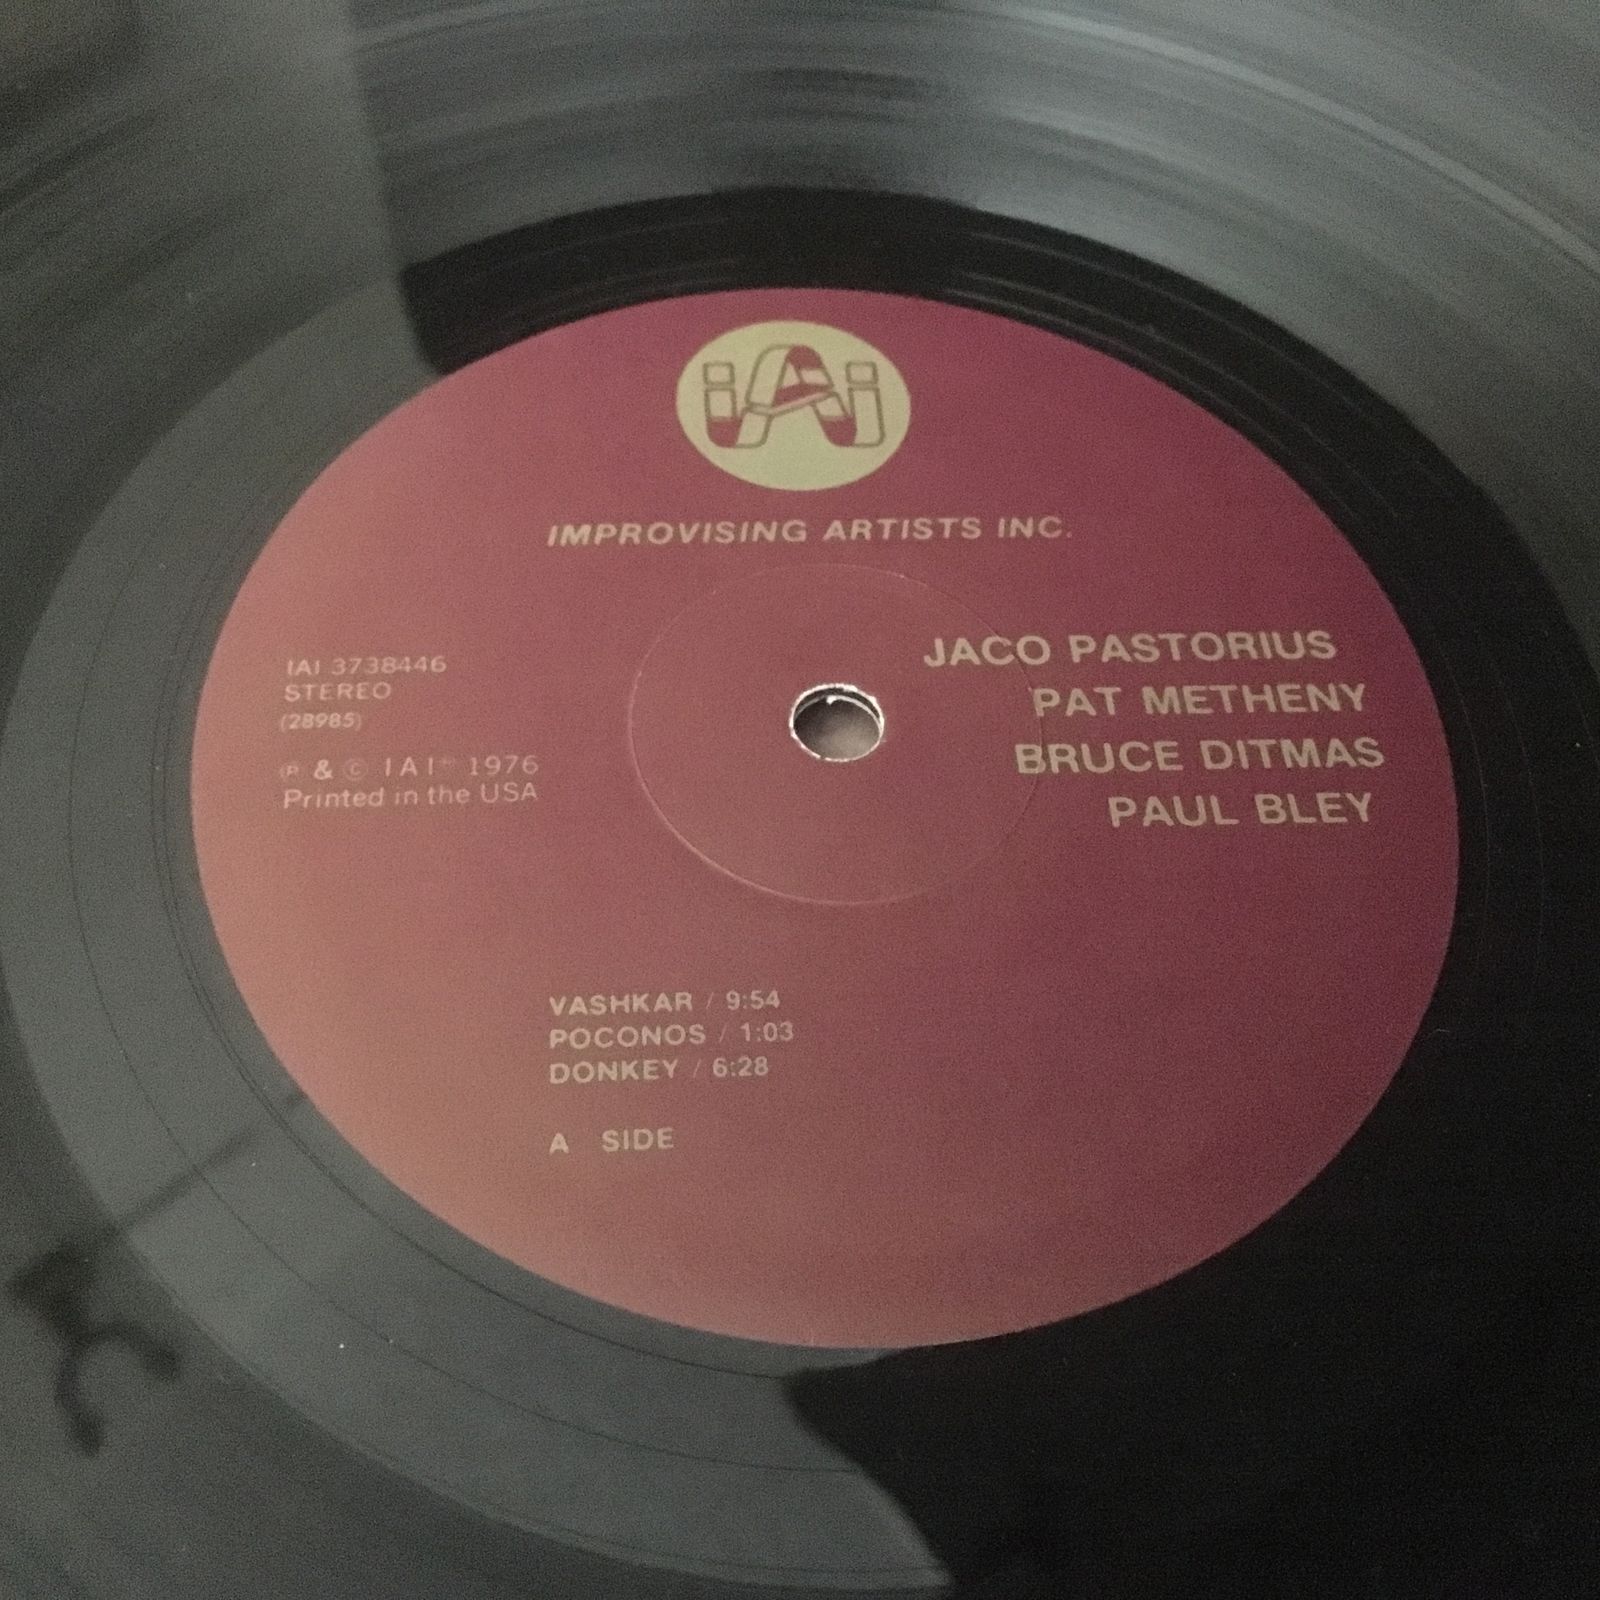 iAi
IMPROVISING ARTISTS INC.
JACO PASTORIUS
PAT METHENY
BRUCE DITMAS
PAUL BLEY
IAI 3738446
STEREO
(28985)
℗ & © IAI™ 1976
Printed in the USA
VASHKAR / 9:54
POCONOS / 1:03
DONKEY / 6:28
A SIDE